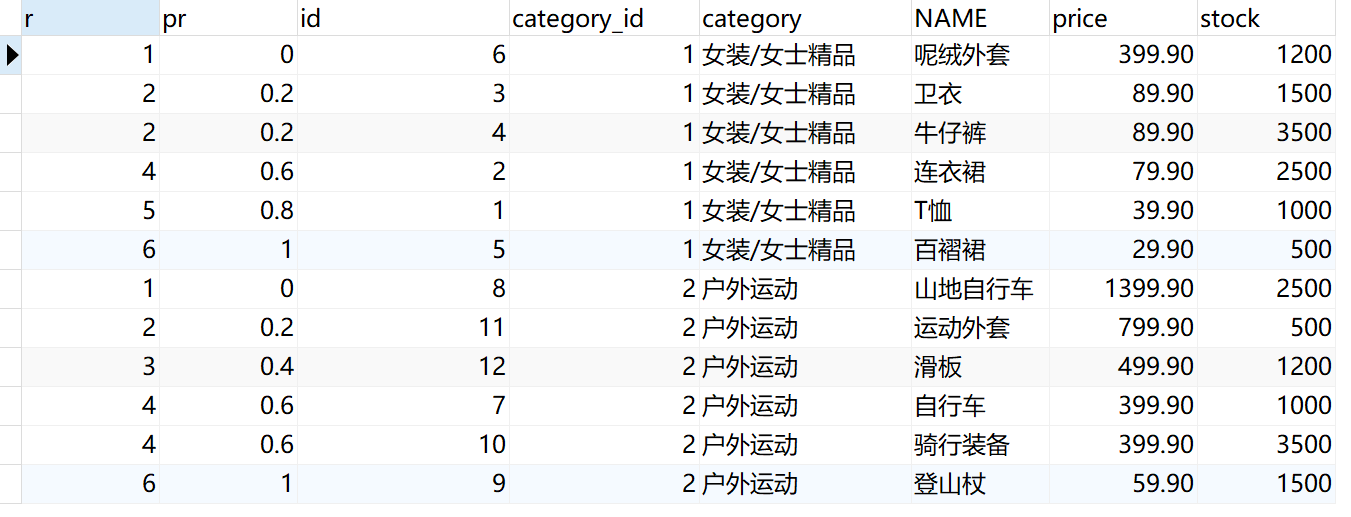 r pr id category_id category NAME price stock
1 0 6 1 女装/女士精品 呢绒外套 399.90 1200
2 0.2 3 1 女装/女士精品 卫衣 89.90 1500
2 0.2 4 1 女装/女士精品 牛仔裤 89.90 3500
4 0.6 2 1 女装/女士精品 连衣裙 79.90 2500
5 0.8 1 1 女装/女士精品 T恤 39.90 1000
6 1 5 1 女装/女士精品 百褶裙 29.90 500
1 0 8 2 户外运动 山地自行车 1399.90 2500
2 0.2 11 2 户外运动 运动外套 799.90 500
3 0.4 12 2 户外运动 滑板 499.90 1200
4 0.6 7 2 户外运动 自行车 399.90 1000
4 0.6 10 2 户外运动 骑行装备 399.90 3500
6 1 9 2 户外运动 登山杖 59.90 1500